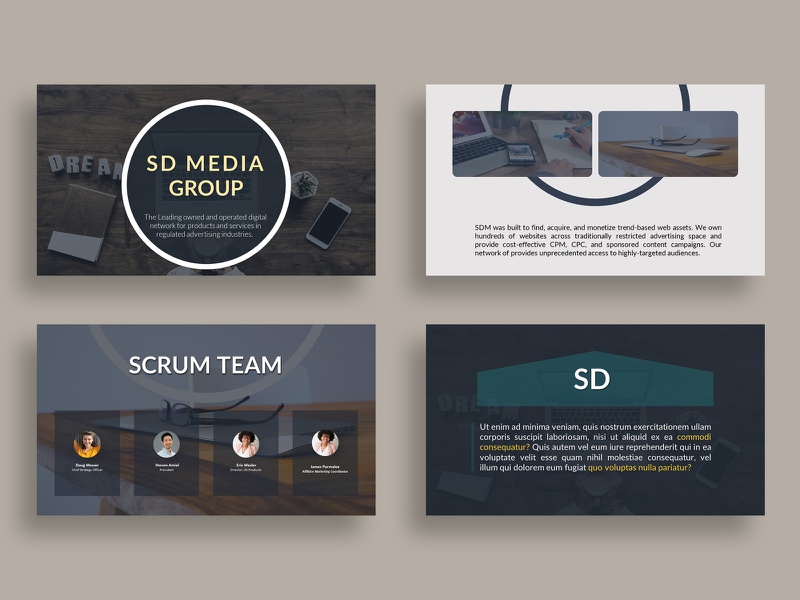 DREAM
SD MEDIA
GROUP
The Leading owned and operated digital
network for products and services in
regulated advertising industries.
SDM was built to find, acquire, and monetize trend-based web assets. We own
hundreds of websites across traditionally restricted advertising space and
provide cost-effective CPM, CPC, and sponsored content campaigns. Our
network of provides unprecedented access to highly-targeted audiences.
SCRUM TEAM
Doug Weaser
Chief Strategy Officer
Steven Amiel
President
Eric Wexler
Director, SD Products
James Parmalee
Affiliate Marketing Coordinator
DREAM
SD
Ut enim ad minima veniam, quis nostrum exercitationem ullam
corporis suscipit laboriosam, nisi ut aliquid ex ea commodi
consequatur? Quis autem vel eum iure reprehenderit qui in ea
voluptate velit esse quam nihil molestiae consequatur, vel
illum qui dolorem eum fugiat quo voluptas nulla pariatur?